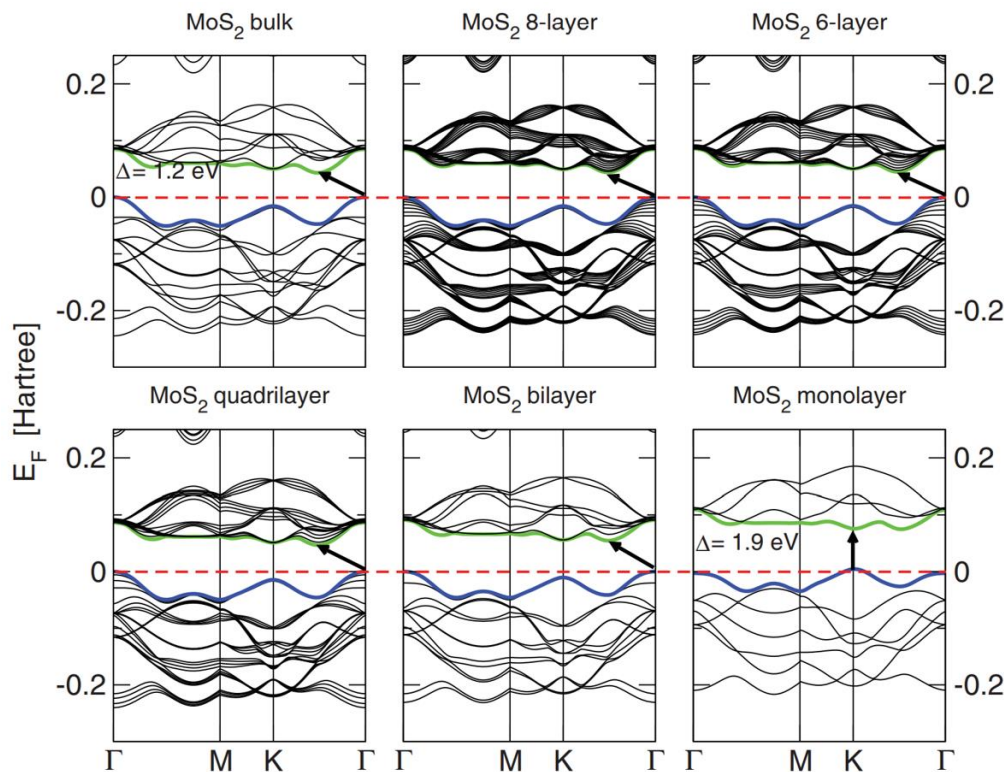 MoS₂ bulk
MoS₂ 8-layer
MoS₂ 6-layer
0.2
0
-0.2
Δ= 1.2 eV
0.2
0
-0.2
E_F [Hartree]
MoS₂ quadrilayer
MoS₂ bilayer
MoS₂ monolayer
0.2
0
-0.2
Δ= 1.9 eV
0.2
0
-0.2
Γ M K
Γ M K
Γ M K Γ